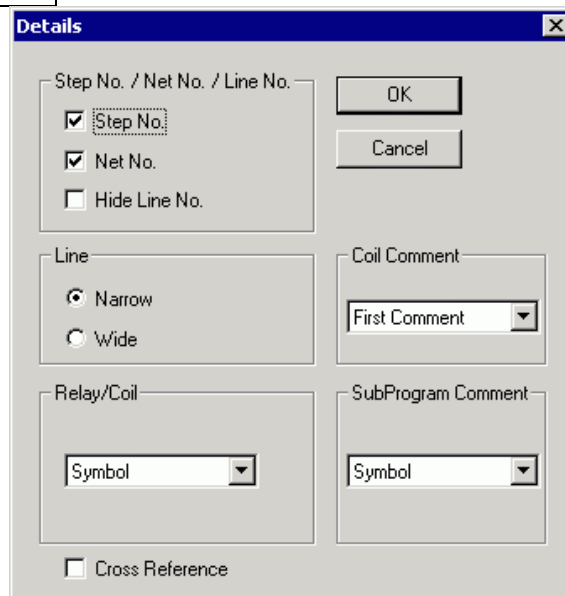 Details
Step No. / Net No. / Line No.
Step No.
Net No.
Hide Line No.
OK
Cancel
Line
Narrow
Wide
Coil Comment
First Comment
Relay/Coil
Symbol
SubProgram Comment
Symbol
Cross Reference